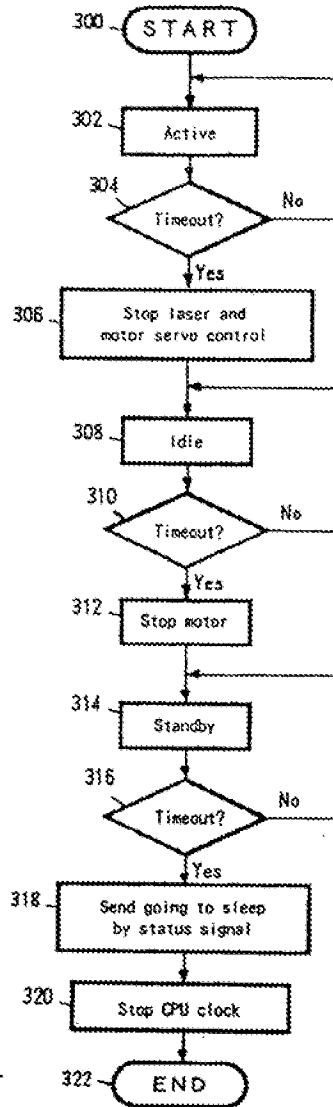 300
START
302
Active
304
Timeout?
No
Yes
306
Stop laser and
motor servo control
308
Idle
310
Timeout?
No
Yes
312
Stop motor
314
Standby
316
Timeout?
No
Yes
318
Send going to sleep
by status signal
320
Stop CPU clock
322
END